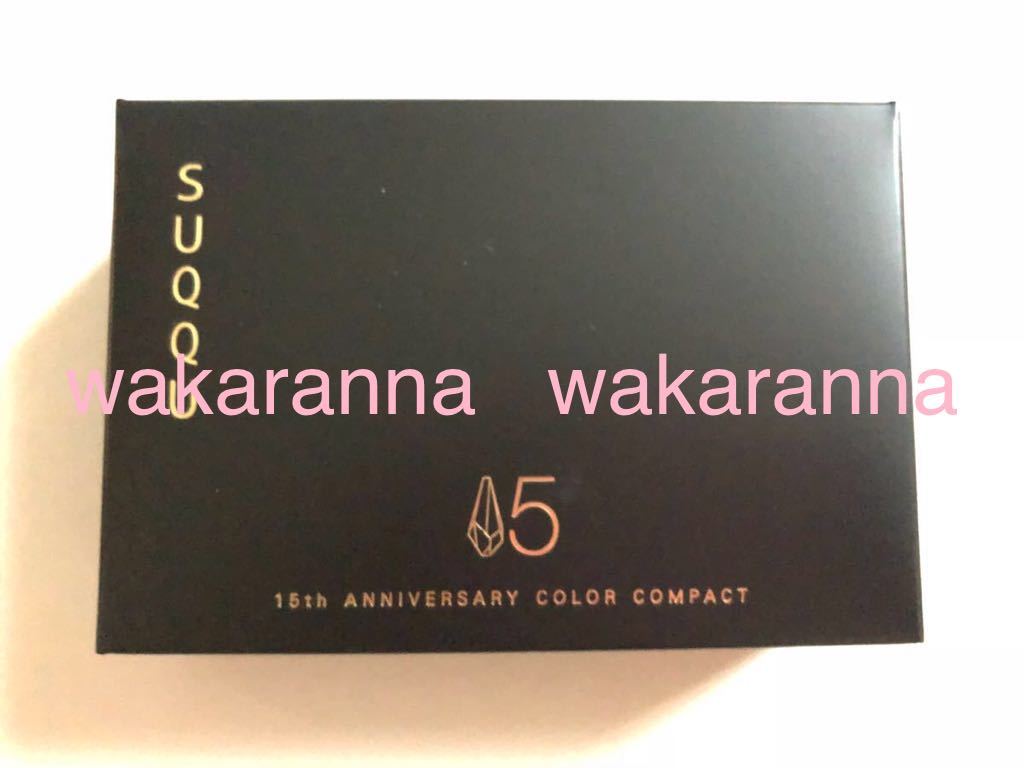 SUQQU
wakaranna wakaranna
15
15th ANNIVERSARY COLOR COMPACT